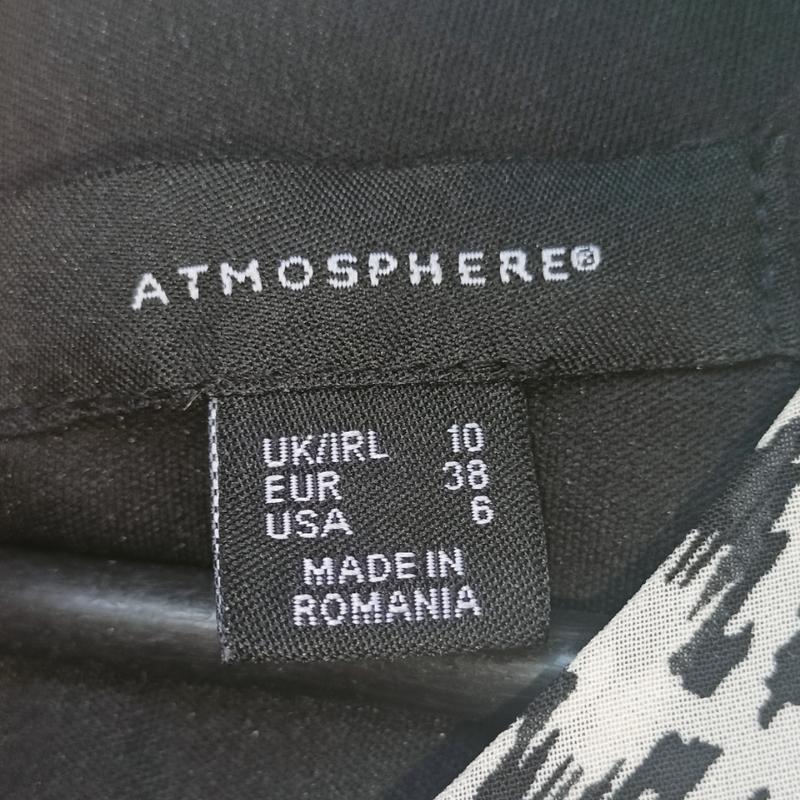 ATMOSPHERE®
UK/IRL 10
EUR 38
USA 6
MADE IN
ROMANIA